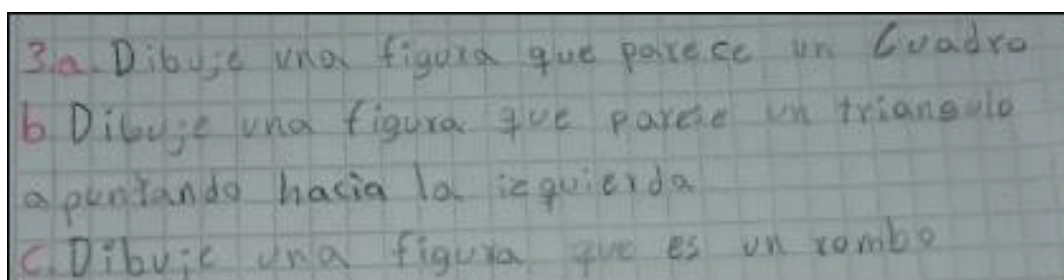 3.a. Dibuje una figura que parece un Cuadro
b Dibuje una figura que parece un triangulo
apuntando hacia la izquierda
c. Dibuje una figura que es un rombo